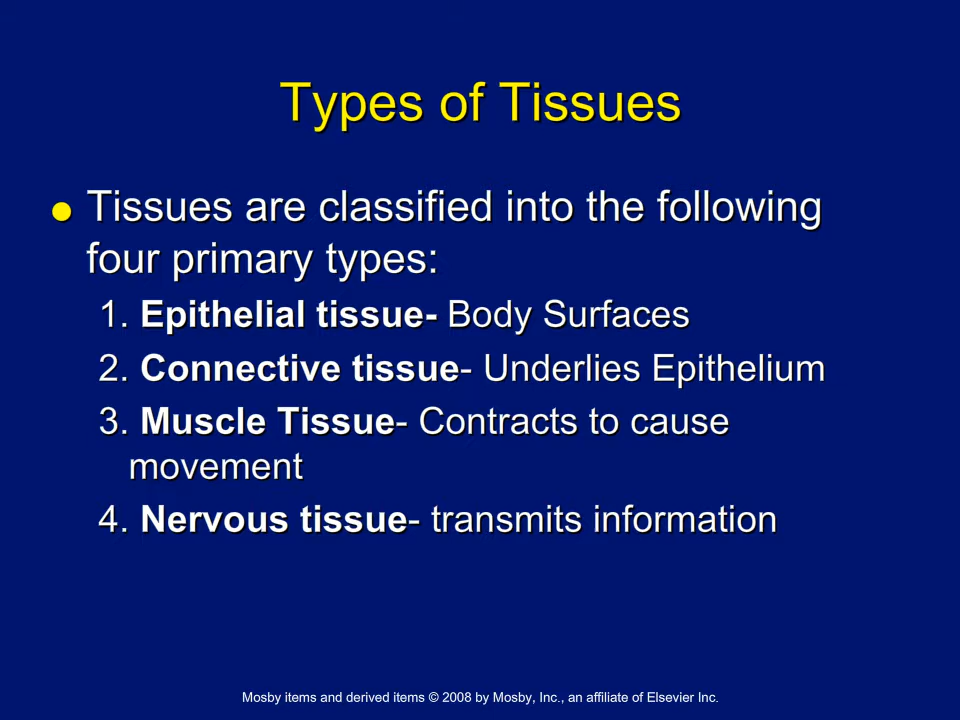 Types of Tissues
● Tissues are classified into the following
four primary types:
1. Epithelial tissue- Body Surfaces
2. Connective tissue- Underlies Epithelium
3. Muscle Tissue- Contracts to cause
movement
4. Nervous tissue- transmits information
Mosby items and derived items © 2008 by Mosby, Inc., an affiliate of Elsevier Inc.